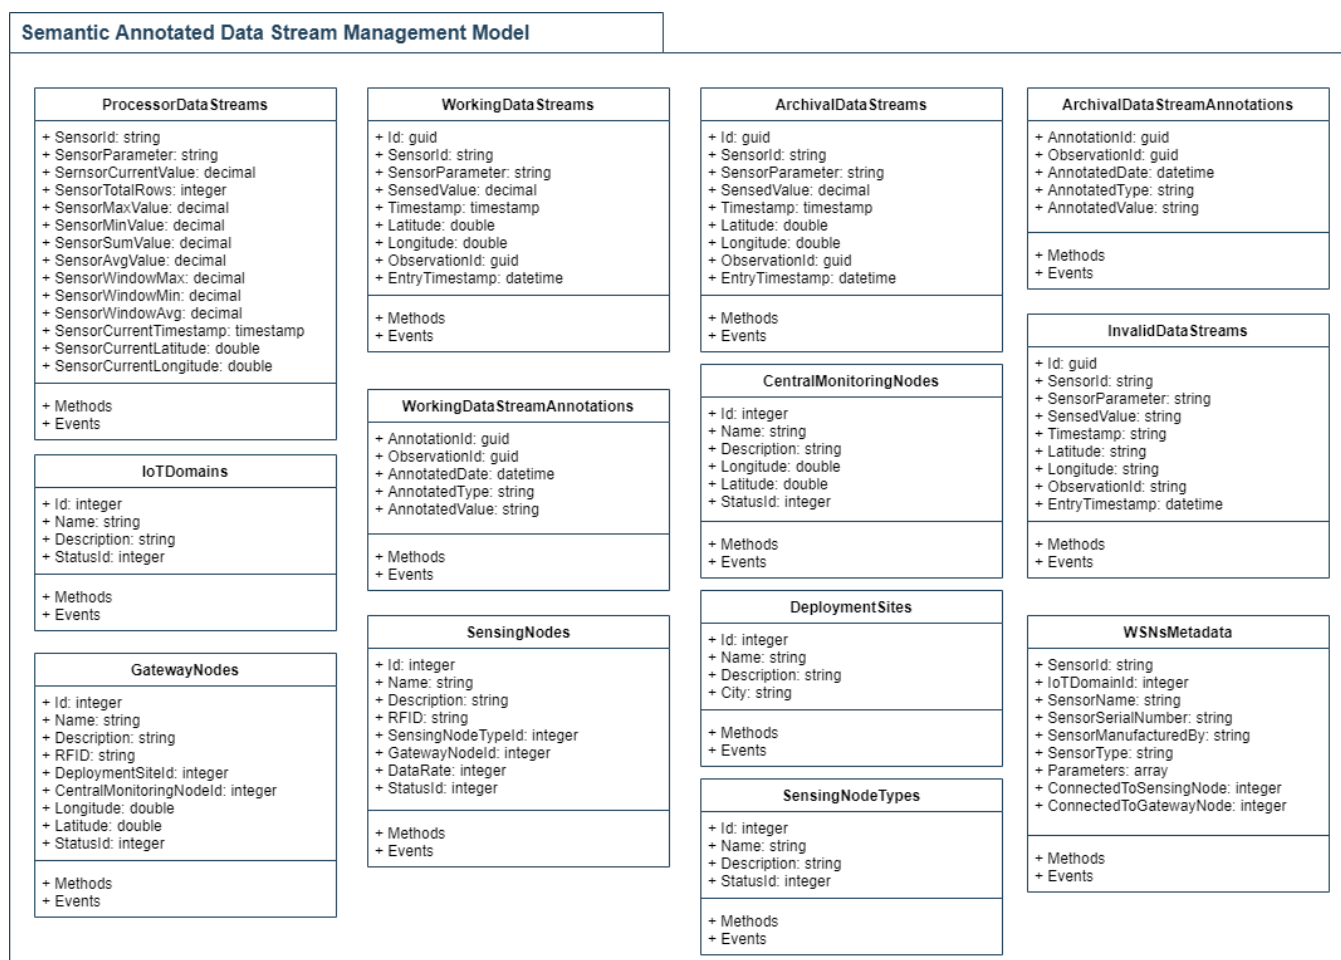 Semantic Annotated Data Stream Management Model
ProcessorDataStreams
+ SensorId: string
+ SensorParameter: string
+ SernsorCurrentValue: decimal
+ SensorTotalRows: integer
+ SensorMaxValue: decimal
+ SensorMinValue: decimal
+ SensorSumValue: decimal
+ SensorAvgValue: decimal
+ SensorWindowMax: decimal
+ SensorWindowMin: decimal
+ SensorWindowAvg: decimal
+ SensorCurrentTimestamp: timestamp
+ SensorCurrentLatitude: double
+ SensorCurrentLongitude: double
+ Methods
+ Events
IoTDomains
+ Id: integer
+ Name: string
+ Description: string
+ StatusId: integer
+ Methods
+ Events
GatewayNodes
+ Id: integer
+ Name: string
+ Description: string
+ RFID: string
+ DeploymentSiteId: integer
+ CentralMonitoringNodeId: integer
+ Longitude: double
+ Latitude: double
+ StatusId: integer
+ Methods
+ Events
WorkingDataStreams
+ Id: guid
+ SensorId: string
+ SensorParameter: string
+ SensedValue: decimal
+ Timestamp: timestamp
+ Latitude: double
+ Longitude: double
+ ObservationId: guid
+ EntryTimestamp: datetime
+ Methods
+ Events
WorkingDataStreamAnnotations
+ AnnotationId: guid
+ ObservationId: guid
+ AnnotatedDate: datetime
+ AnnotatedType: string
+ AnnotatedValue: string
+ Methods
+ Events
SensingNodes
+ Id: integer
+ Name: string
+ Description: string
+ RFID: string
+ SensingNodeTypeId: integer
+ GatewayNodeId: integer
+ DataRate: integer
+ StatusId: integer
+ Methods
+ Events
ArchivalDataStreams
+ Id: guid
+ SensorId: string
+ SensorParameter: string
+ SensedValue: decimal
+ Timestamp: timestamp
+ Latitude: double
+ Longitude: double
+ ObservationId: guid
+ EntryTimestamp: datetime
+ Methods
+ Events
CentralMonitoringNodes
+ Id: integer
+ Name: string
+ Description: string
+ Longitude: double
+ Latitude: double
+ StatusId: integer
+ Methods
+ Events
DeploymentSites
+ Id: integer
+ Name: string
+ Description: string
+ City: string
+ Methods
+ Events
SensingNodeTypes
+ Id: integer
+ Name: string
+ Description: string
+ StatusId: integer
+ Methods
+ Events
ArchivalDataStreamAnnotations
+ AnnotationId: guid
+ ObservationId: guid
+ AnnotatedDate: datetime
+ AnnotatedType: string
+ AnnotatedValue: string
+ Methods
+ Events
InvalidDataStreams
+ Id: guid
+ SensorId: string
+ SensorParameter: string
+ SensedValue: string
+ Timestamp: string
+ Latitude: string
+ Longitude: string
+ ObservationId: string
+ EntryTimestamp: datetime
+ Methods
+ Events
WSNsMetadata
+ SensorId: string
+ IoTDomainId: integer
+ SensorName: string
+ SensorSerialNumber: string
+ SensorManufacturedBy: string
+ SensorType: string
+ Parameters: array
+ ConnectedToSensingNode: integer
+ ConnectedToGatewayNode: integer
+ Methods
+ Events